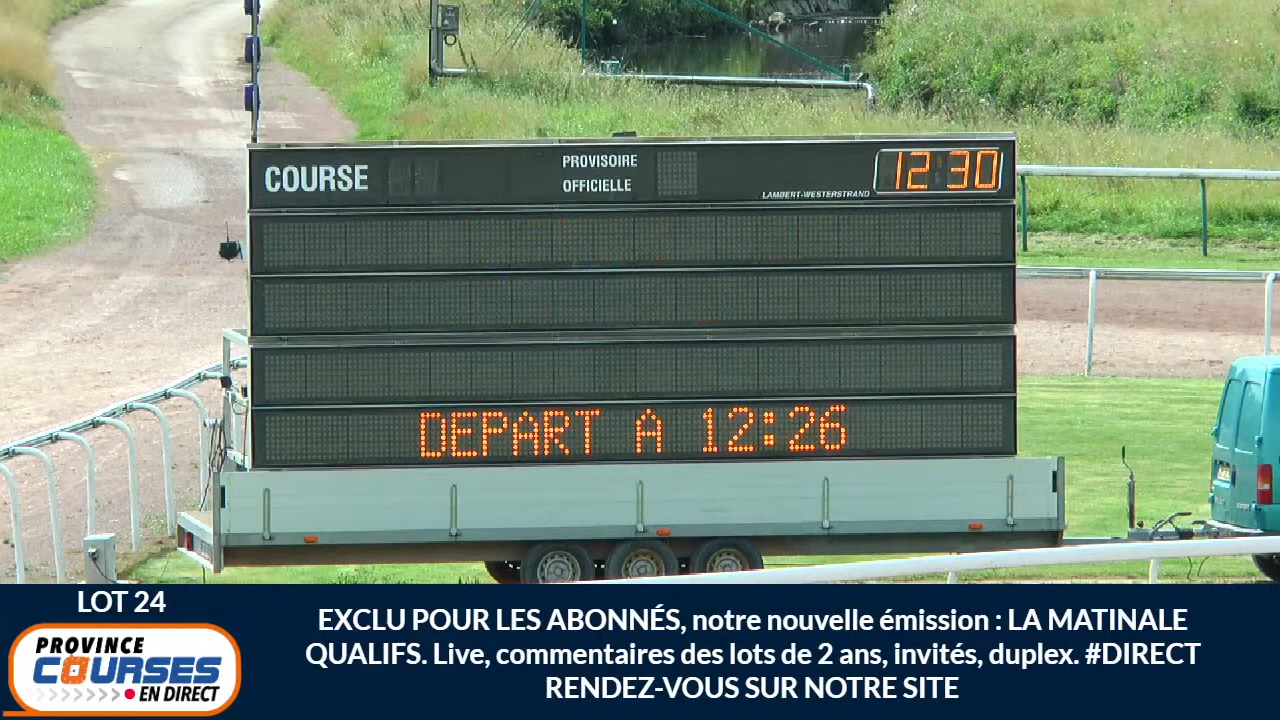 COURSE
PROVISOIRE
OFFICIELLE
12:30
LAMBERT-WESTERSTRAND
DEPART A 12:26
LOT 24
PROVINCE
COURSES
EN DIRECT
EXCLU POUR LES ABONNÉS, notre nouvelle émission : LA MATINALE
QUALIFS. Live, commentaires des lots de 2 ans, invités, duplex. #DIRECT
RENDEZ-VOUS SUR NOTRE SITE